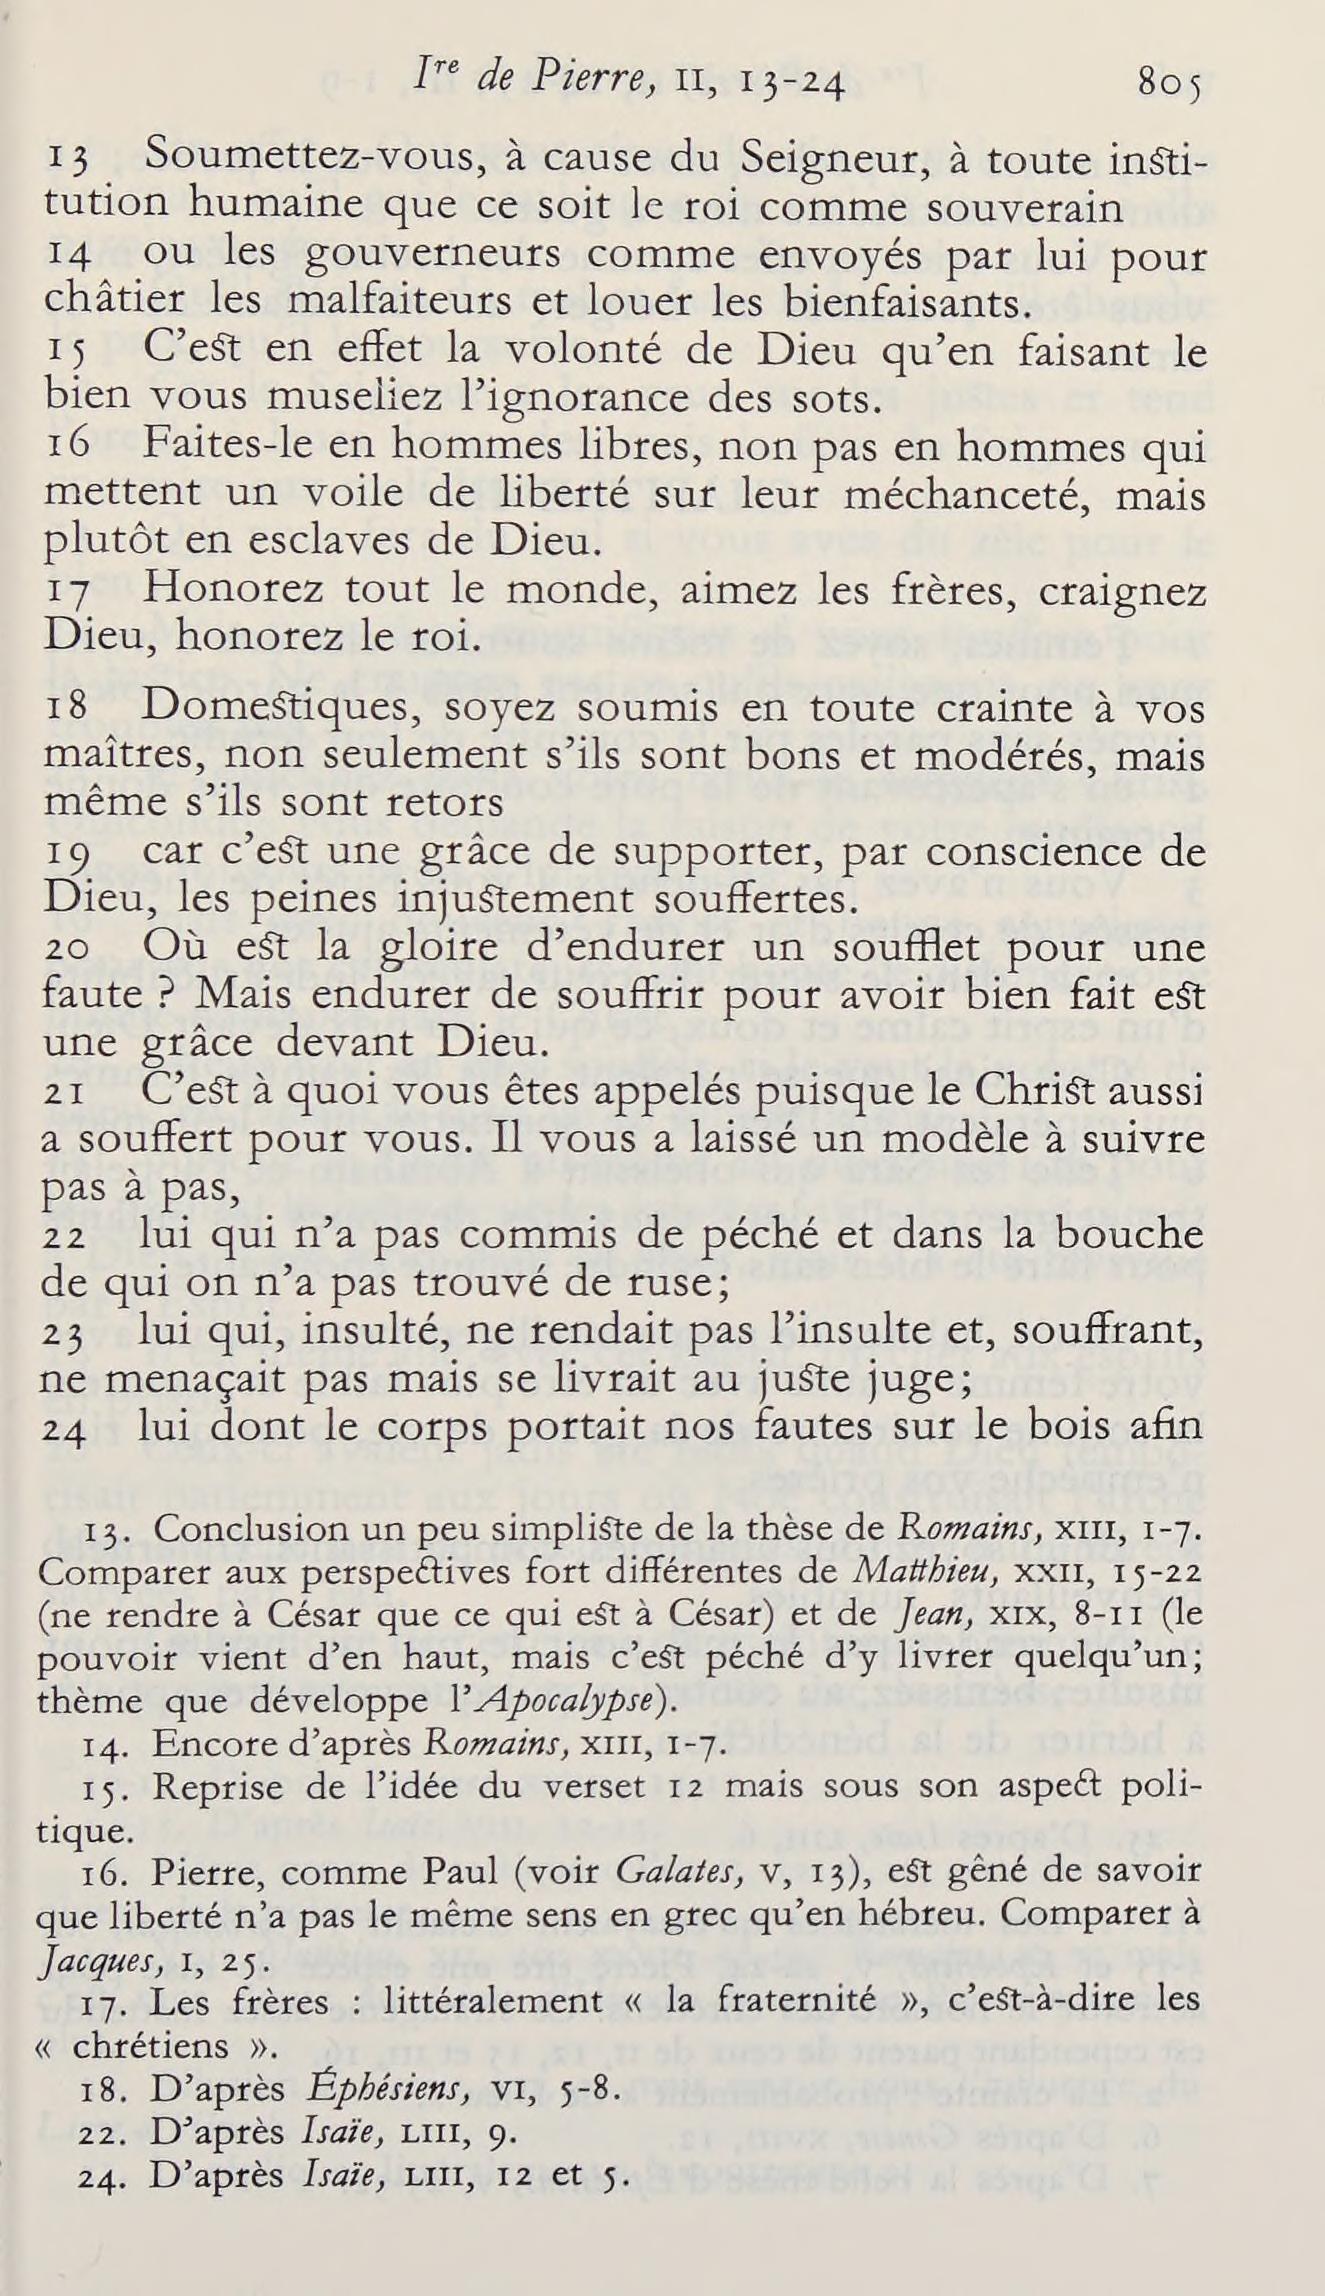 Iʳᵉ de Pierre, II, 13-24 805
13 Soumettez-vous, à cause du Seigneur, à toute insti-
tution humaine que ce soit le roi comme souverain
14 ou les gouverneurs comme envoyés par lui pour
châtier les malfaiteurs et louer les bienfaisants.
15 C’est en effet la volonté de Dieu qu’en faisant le
bien vous museliez l’ignorance des sots.
16 Faites-le en hommes libres, non pas en hommes qui
mettent un voile de liberté sur leur méchanceté, mais
plutôt en esclaves de Dieu.
17 Honorez tout le monde, aimez les frères, craignez
Dieu, honorez le roi.
18 Domestiques, soyez soumis en toute crainte à vos
maîtres, non seulement s’ils sont bons et modérés, mais
même s’ils sont retors
19 car c’est une grâce de supporter, par conscience de
Dieu, les peines injustement souffertes.
20 Où est la gloire d’endurer un soufflet pour une
faute ? Mais endurer de souffrir pour avoir bien fait est
une grâce devant Dieu.
21 C’est à quoi vous êtes appelés puisque le Christ aussi
a souffert pour vous. Il vous a laissé un modèle à suivre
pas à pas,
22 lui qui n’a pas commis de péché et dans la bouche
de qui on n’a pas trouvé de ruse;
23 lui qui, insulté, ne rendait pas l’insulte et, souffrant,
ne menaçait pas mais se livrait au juste juge;
24 lui dont le corps portait nos fautes sur le bois afin
13. Conclusion un peu simpliste de la thèse de Romains, XIII, 1-7.
Comparer aux perspectives fort différentes de Matthieu, XXII, 15-22
(ne rendre à César que ce qui est à César) et de Jean, XIX, 8-11 (le
pouvoir vient d’en haut, mais c’est péché d’y livrer quelqu’un;
thème que développe l’Apocalypse).
14. Encore d’après Romains, XIII, 1-7.
15. Reprise de l’idée du verset 12 mais sous son aspect poli-
tique.
16. Pierre, comme Paul (voir Galates, V, 13), est gêné de savoir
que liberté n’a pas le même sens en grec qu’en hébreu. Comparer à
Jacques, I, 25.
17. Les frères : littéralement « la fraternité », c’est-à-dire les
« chrétiens ».
18. D’après Éphésiens, VI, 5-8.
22. D’après Isaïe, LIII, 9.
24. D’après Isaïe, LIII, 12 et 5.